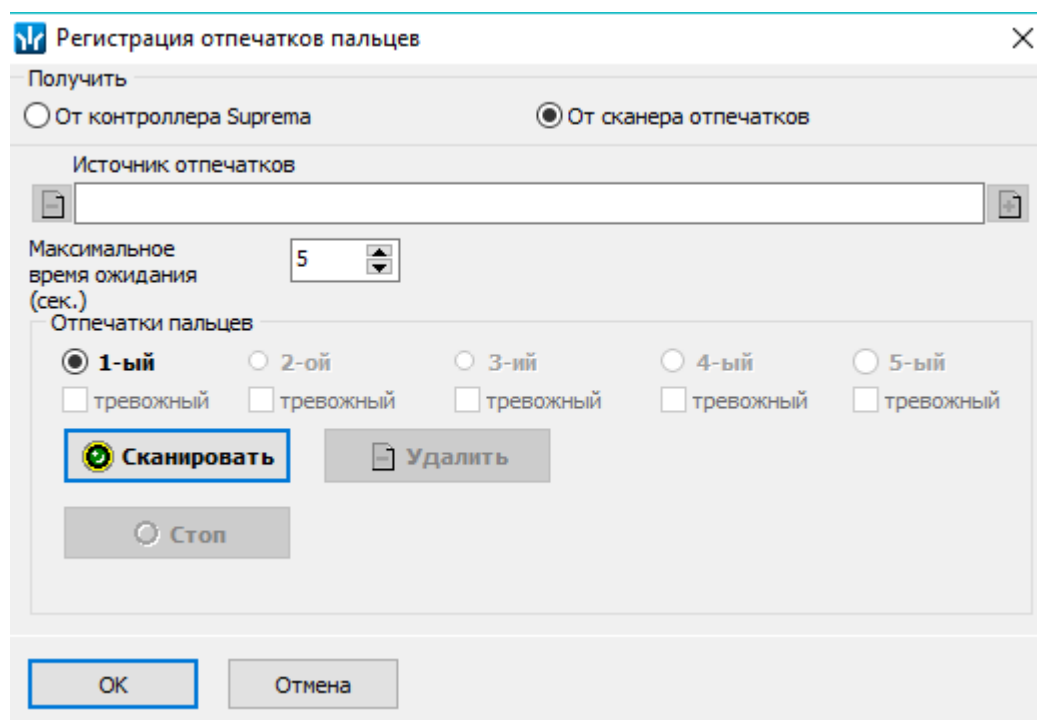 Регистрация отпечатков пальцев
Получить
От контроллера Suprema
От сканера отпечатков
Источник отпечатков
Максимальное
время ожидания
(сек.)
5
Отпечатки пальцев
1-ый 2-ой 3-ий 4-ый 5-ый
тревожный тревожный тревожный тревожный тревожный
Сканировать Удалить
Стоп
ОК Отмена